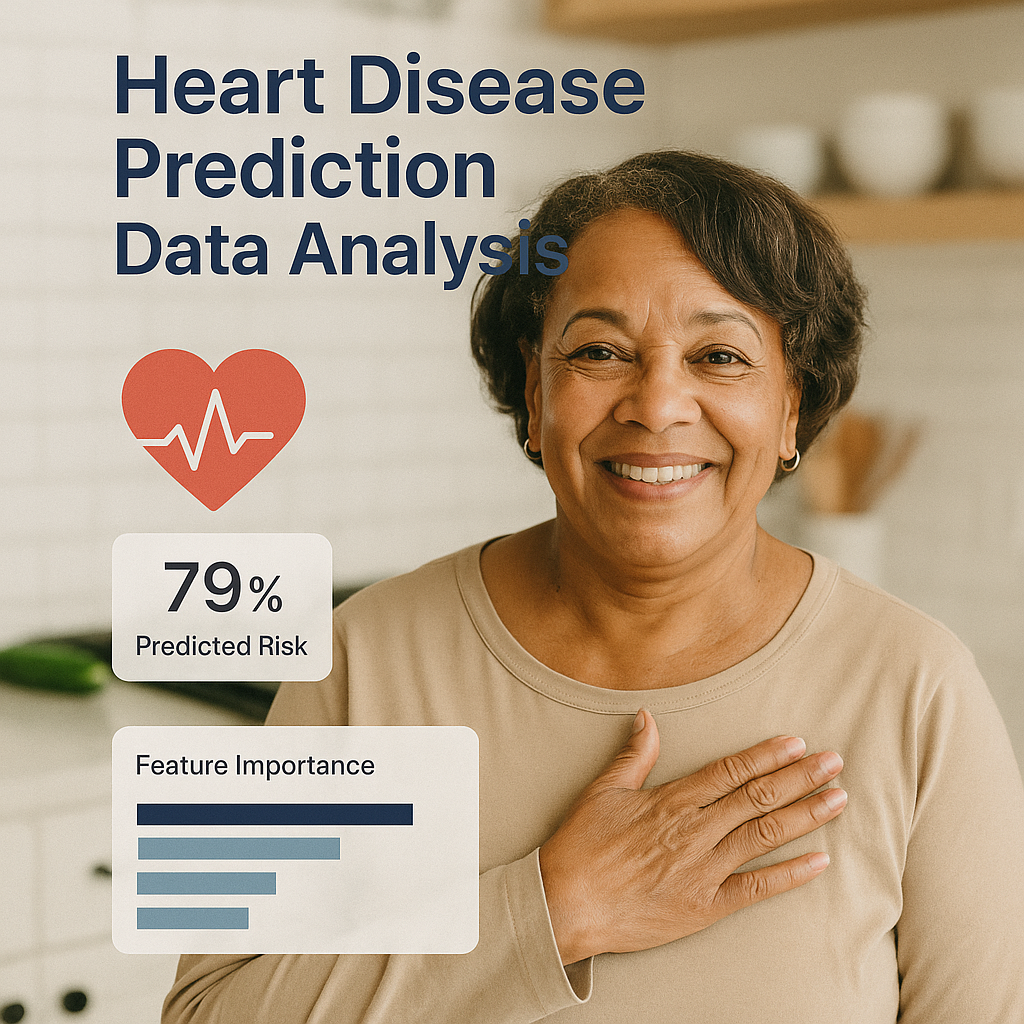 Heart Disease
Prediction
Data Analysis
79%
Predicted Risk
Feature Importance